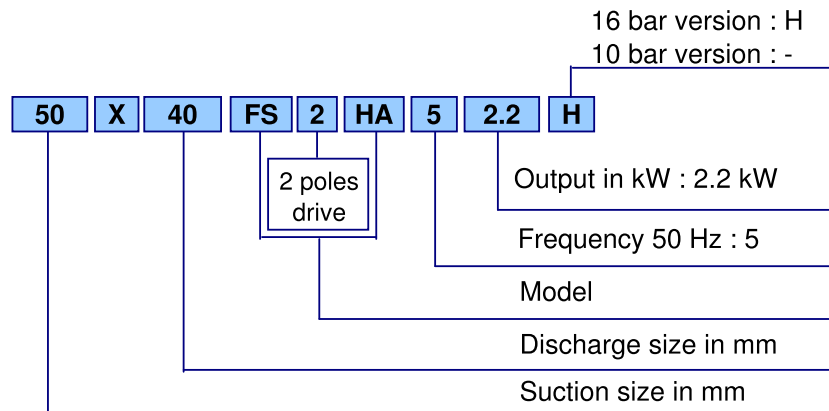 16 bar version : H
10 bar version : -
50 X 40 FS 2 HA 5 2.2 H
2 poles
drive
Output in kW : 2.2 kW
Frequency 50 Hz : 5
Model
Discharge size in mm
Suction size in mm